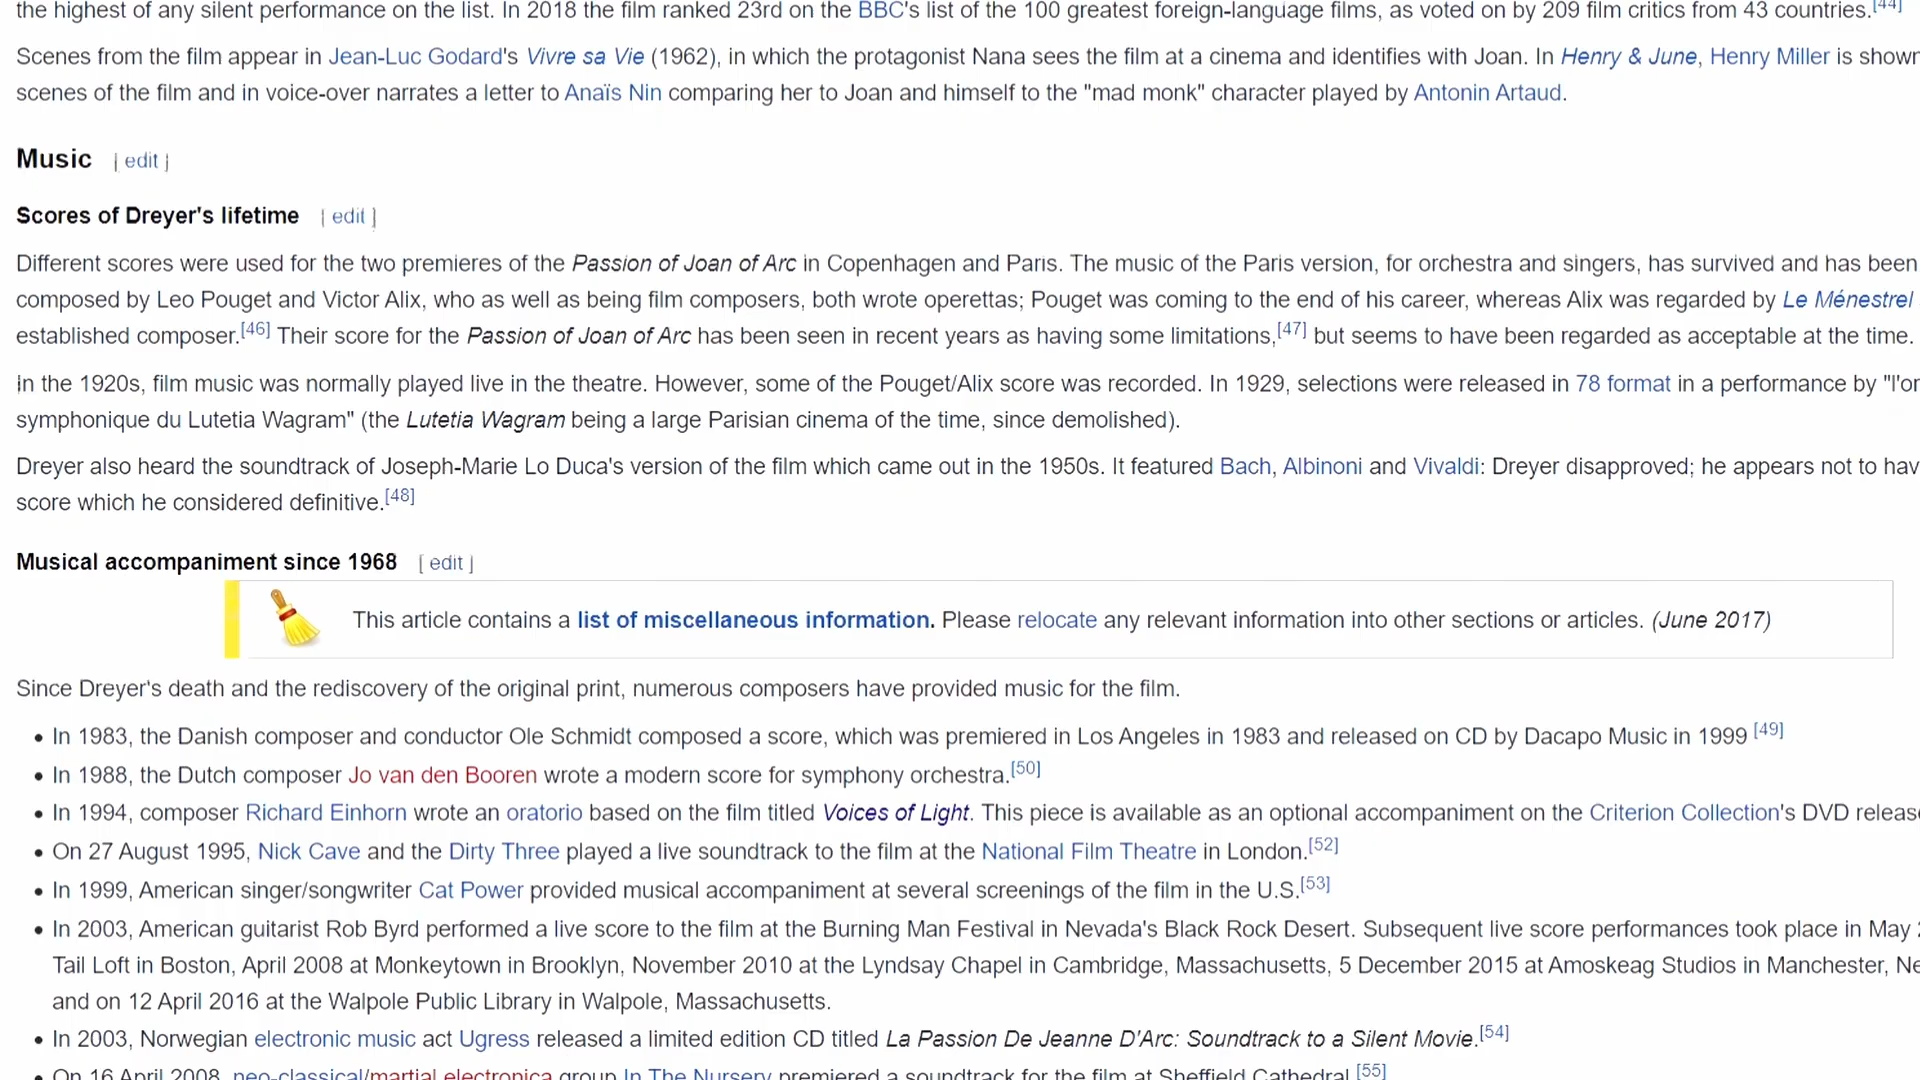 the highest of any silent performance on the list. In 2018 the film ranked 23rd on the BBC's list of the 100 greatest foreign-language films, as voted on by 209 film critics from 43 countries.[44]
Scenes from the film appear in Jean-Luc Godard's Vivre sa Vie (1962), in which the protagonist Nana sees the film at a cinema and identifies with Joan. In Henry & June, Henry Miller is shown
scenes of the film and in voice-over narrates a letter to Anaïs Nin comparing her to Joan and himself to the "mad monk" character played by Antonin Artaud.
Music [ edit ]
Scores of Dreyer's lifetime [ edit ]
Different scores were used for the two premieres of the Passion of Joan of Arc in Copenhagen and Paris. The music of the Paris version, for orchestra and singers, has survived and has been
composed by Leo Pouget and Victor Alix, who as well as being film composers, both wrote operettas; Pouget was coming to the end of his career, whereas Alix was regarded by Le Ménestrel
established composer.[46] Their score for the Passion of Joan of Arc has been seen in recent years as having some limitations,[47] but seems to have been regarded as acceptable at the time.
In the 1920s, film music was normally played live in the theatre. However, some of the Pouget/Alix score was recorded. In 1929, selections were released in 78 format in a performance by "l'or
symphonique du Lutetia Wagram" (the Lutetia Wagram being a large Parisian cinema of the time, since demolished).
Dreyer also heard the soundtrack of Joseph-Marie Lo Duca's version of the film which came out in the 1950s. It featured Bach, Albinoni and Vivaldi: Dreyer disapproved; he appears not to hav
score which he considered definitive.[48]
Musical accompaniment since 1968 [ edit ]
This article contains a list of miscellaneous information. Please relocate any relevant information into other sections or articles. (June 2017)
Since Dreyer's death and the rediscovery of the original print, numerous composers have provided music for the film.
• In 1983, the Danish composer and conductor Ole Schmidt composed a score, which was premiered in Los Angeles in 1983 and released on CD by Dacapo Music in 1999 [49]
• In 1988, the Dutch composer Jo van den Booren wrote a modern score for symphony orchestra.[50]
• In 1994, composer Richard Einhorn wrote an oratorio based on the film titled Voices of Light. This piece is available as an optional accompaniment on the Criterion Collection's DVD releas
• On 27 August 1995, Nick Cave and the Dirty Three played a live soundtrack to the film at the National Film Theatre in London.[52]
• In 1999, American singer/songwriter Cat Power provided musical accompaniment at several screenings of the film in the U.S.[53]
• In 2003, American guitarist Rob Byrd performed a live score to the film at the Burning Man Festival in Nevada's Black Rock Desert. Subsequent live score performances took place in May
Tail Loft in Boston, April 2008 at Monkeytown in Brooklyn, November 2010 at the Lyndsay Chapel in Cambridge, Massachusetts, 5 December 2015 at Amoskeag Studios in Manchester, Ne
and on 12 April 2016 at the Walpole Public Library in Walpole, Massachusetts.
• In 2003, Norwegian electronic music act Ugress released a limited edition CD titled La Passion De Jeanne D'Arc: Soundtrack to a Silent Movie.[54]
• On 16 April 2008, neo-classical/martial electronica group In The Nursery premiered a soundtrack for the film at Sheffield Cathedral.[55]